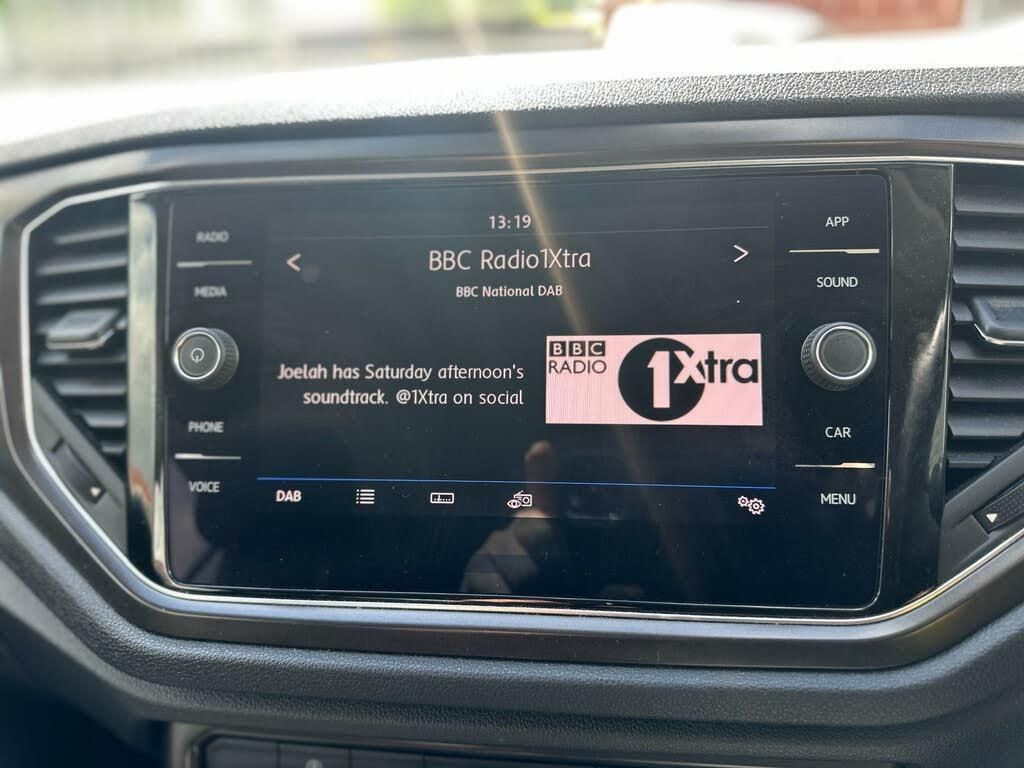 13:19
RADIO
MEDIA
PHONE
VOICE
<
BBC Radio1Xtra
>
BBC National DAB
Joelah has Saturday afternoon's
soundtrack. @1Xtra on social
BBC
RADIO
1Xtra
DAB
APP
SOUND
CAR
MENU